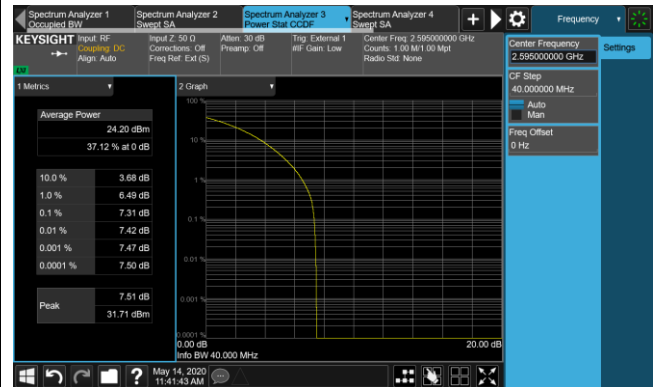 Spectrum Analyzer 1
Occupied BW
Spectrum Analyzer 2
Swept SA
Spectrum Analyzer 3
Power Stat CCDF
Spectrum Analyzer 4
Swept SA
Frequency
KEYSIGHT
Input: RF
Coupling: DC
Align: Auto
Input Z: 50 Ω
Corrections: Off
Freq Ref: Ext (S)
Atten: 30 dB
Preamp: Off
Trig: External 1
#IF Gain: Low
Center Freq: 2.595000000 GHz
Counts: 1.00 M/1.00 Mpt
Radio Std: None
Center Frequency
2.595000000 GHz
Settings
CF Step
40.000000 MHz
Auto
Man
Freq Offset
0 Hz
1 Metrics
Average Power
24.20 dBm
37.12 % at 0 dB
10.0 % 3.68 dB
1.0 % 6.49 dB
0.1 % 7.31 dB
0.01 % 7.42 dB
0.001 % 7.47 dB
0.0001 % 7.50 dB
Peak 7.51 dB
31.71 dBm
2 Graph
100 %
10 %
1 %
0.1 %
0.01 %
0.001 %
0.0001 %
0.00 dB
20.00 dB
Info BW 40.000 MHz
?
May 14, 2020
11:41:43 AM